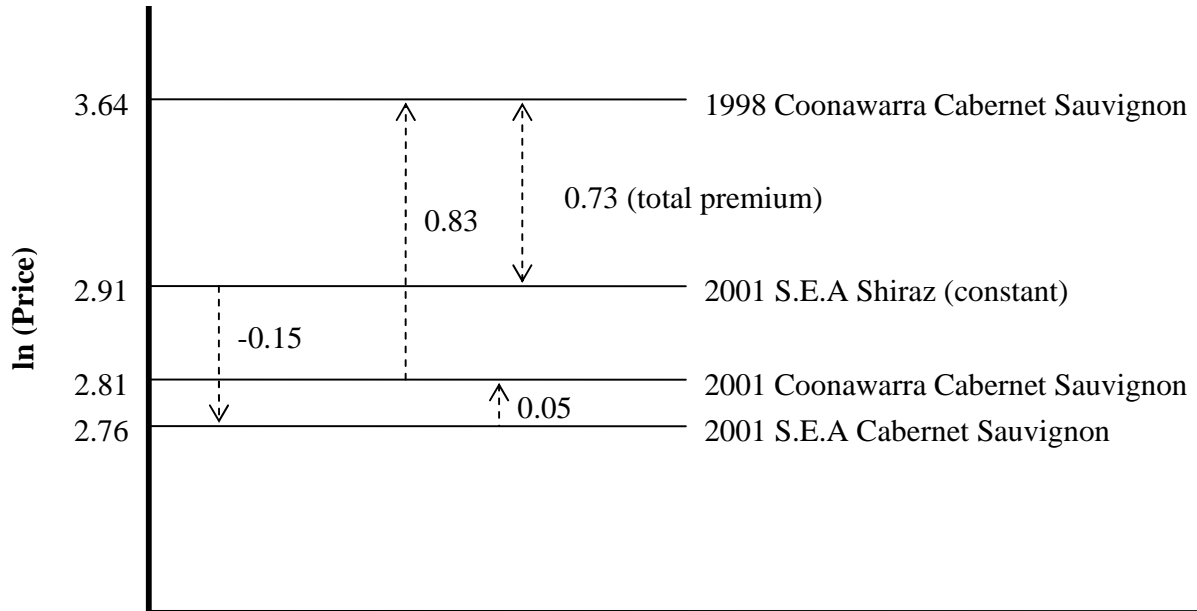 3.64
1998 Coonawarra Cabernet Sauvignon
0.73 (total premium)
0.83
ln (Price)
2.91
2001 S.E.A Shiraz (constant)
-0.15
2.81
2001 Coonawarra Cabernet Sauvignon
0.05
2.76
2001 S.E.A Cabernet Sauvignon